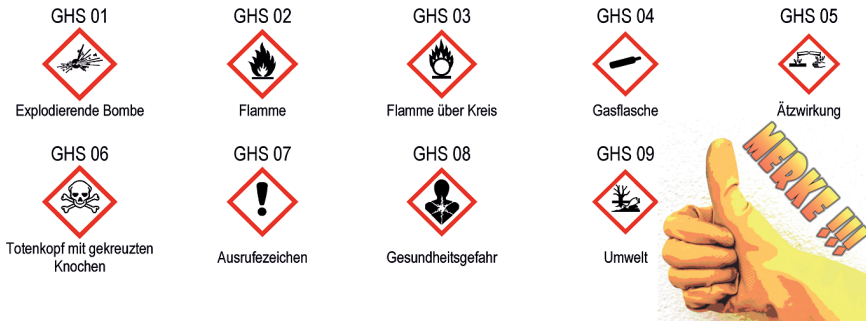 GHS 01
GHS 02
GHS 03
GHS 04
GHS 05
Explodierende Bombe
Flamme
Flamme über Kreis
Gasflasche
Ätzwirkung
MERKE !!!
GHS 06
GHS 07
GHS 08
GHS 09
Totenkopf mit gekreuzten
Knochen
Ausrufezeichen
Gesundheitsgefahr
Umwelt